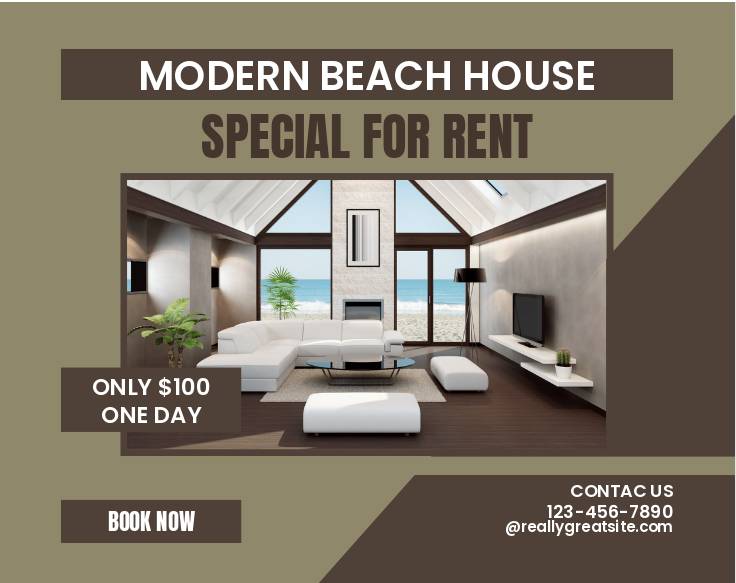 MODERN BEACH HOUSE
SPECIAL FOR RENT
ONLY $100
ONE DAY
BOOK NOW
CONTAC US
123-456-7890
@reallygreatsite.com